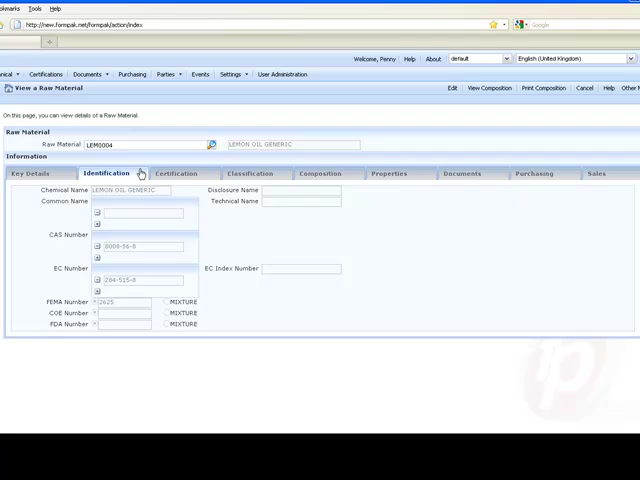 okmarks Tools Help
http://new.formpak.net/formpak/action/index
Google
Welcome, Penny Help About default English (United Kingdom)
nical Certifications Documents Purchasing Parties Events Settings User Administration
View a Raw Material Edit View Composition Print Composition Cancel Help Other M
On this page, you can view details of a Raw Material.
Raw Material
Raw Material LEM0004 LEMON OIL GENERIC
Information
Key Details Identification Certification Classification Composition Properties Documents Purchasing Sales
Chemical Name LEMON OIL GENERIC Disclosure Name
Common Name Technical Name
CAS Number
8008-56-8
EC Number EC Index Number
284-515-8
FEMA Number 2625 MIXTURE
COE Number MIXTURE
FDA Number MIXTURE